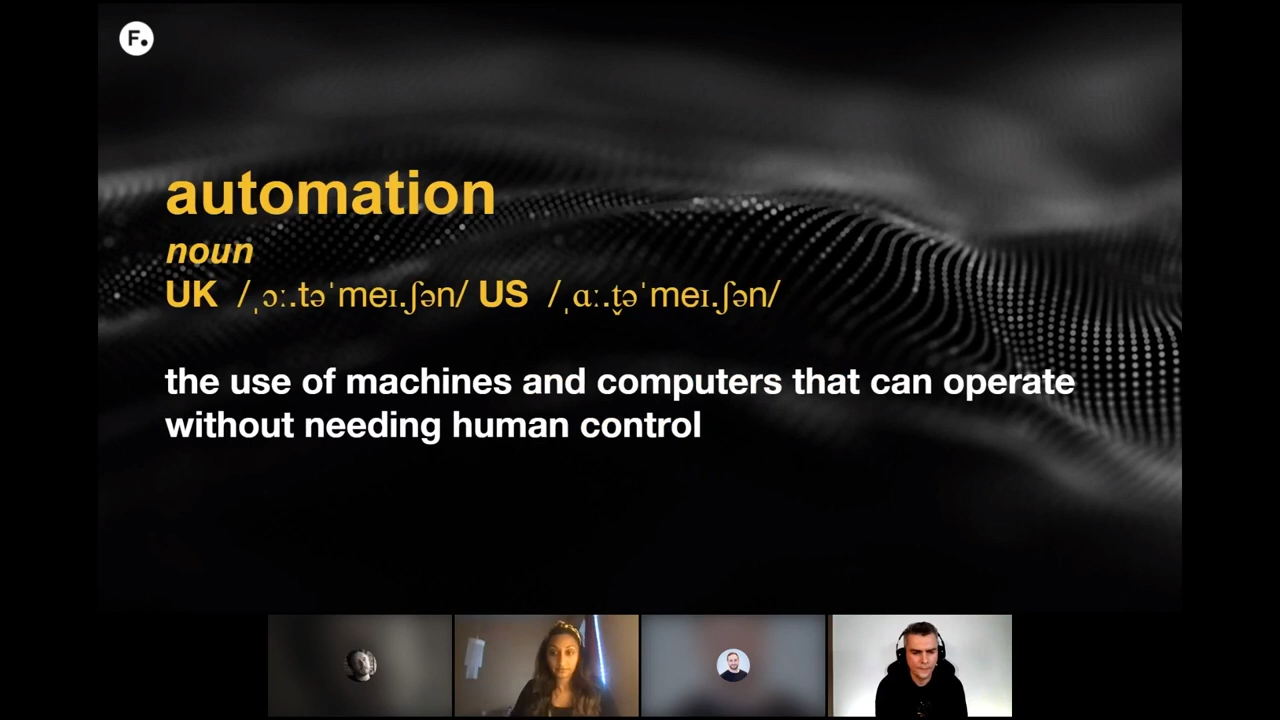 F.
automation
noun
UK /ˌɔː.təˈmeɪ.ʃən/ US /ˌɑː.t̬əˈmeɪ.ʃən/
the use of machines and computers that can operate
without needing human control